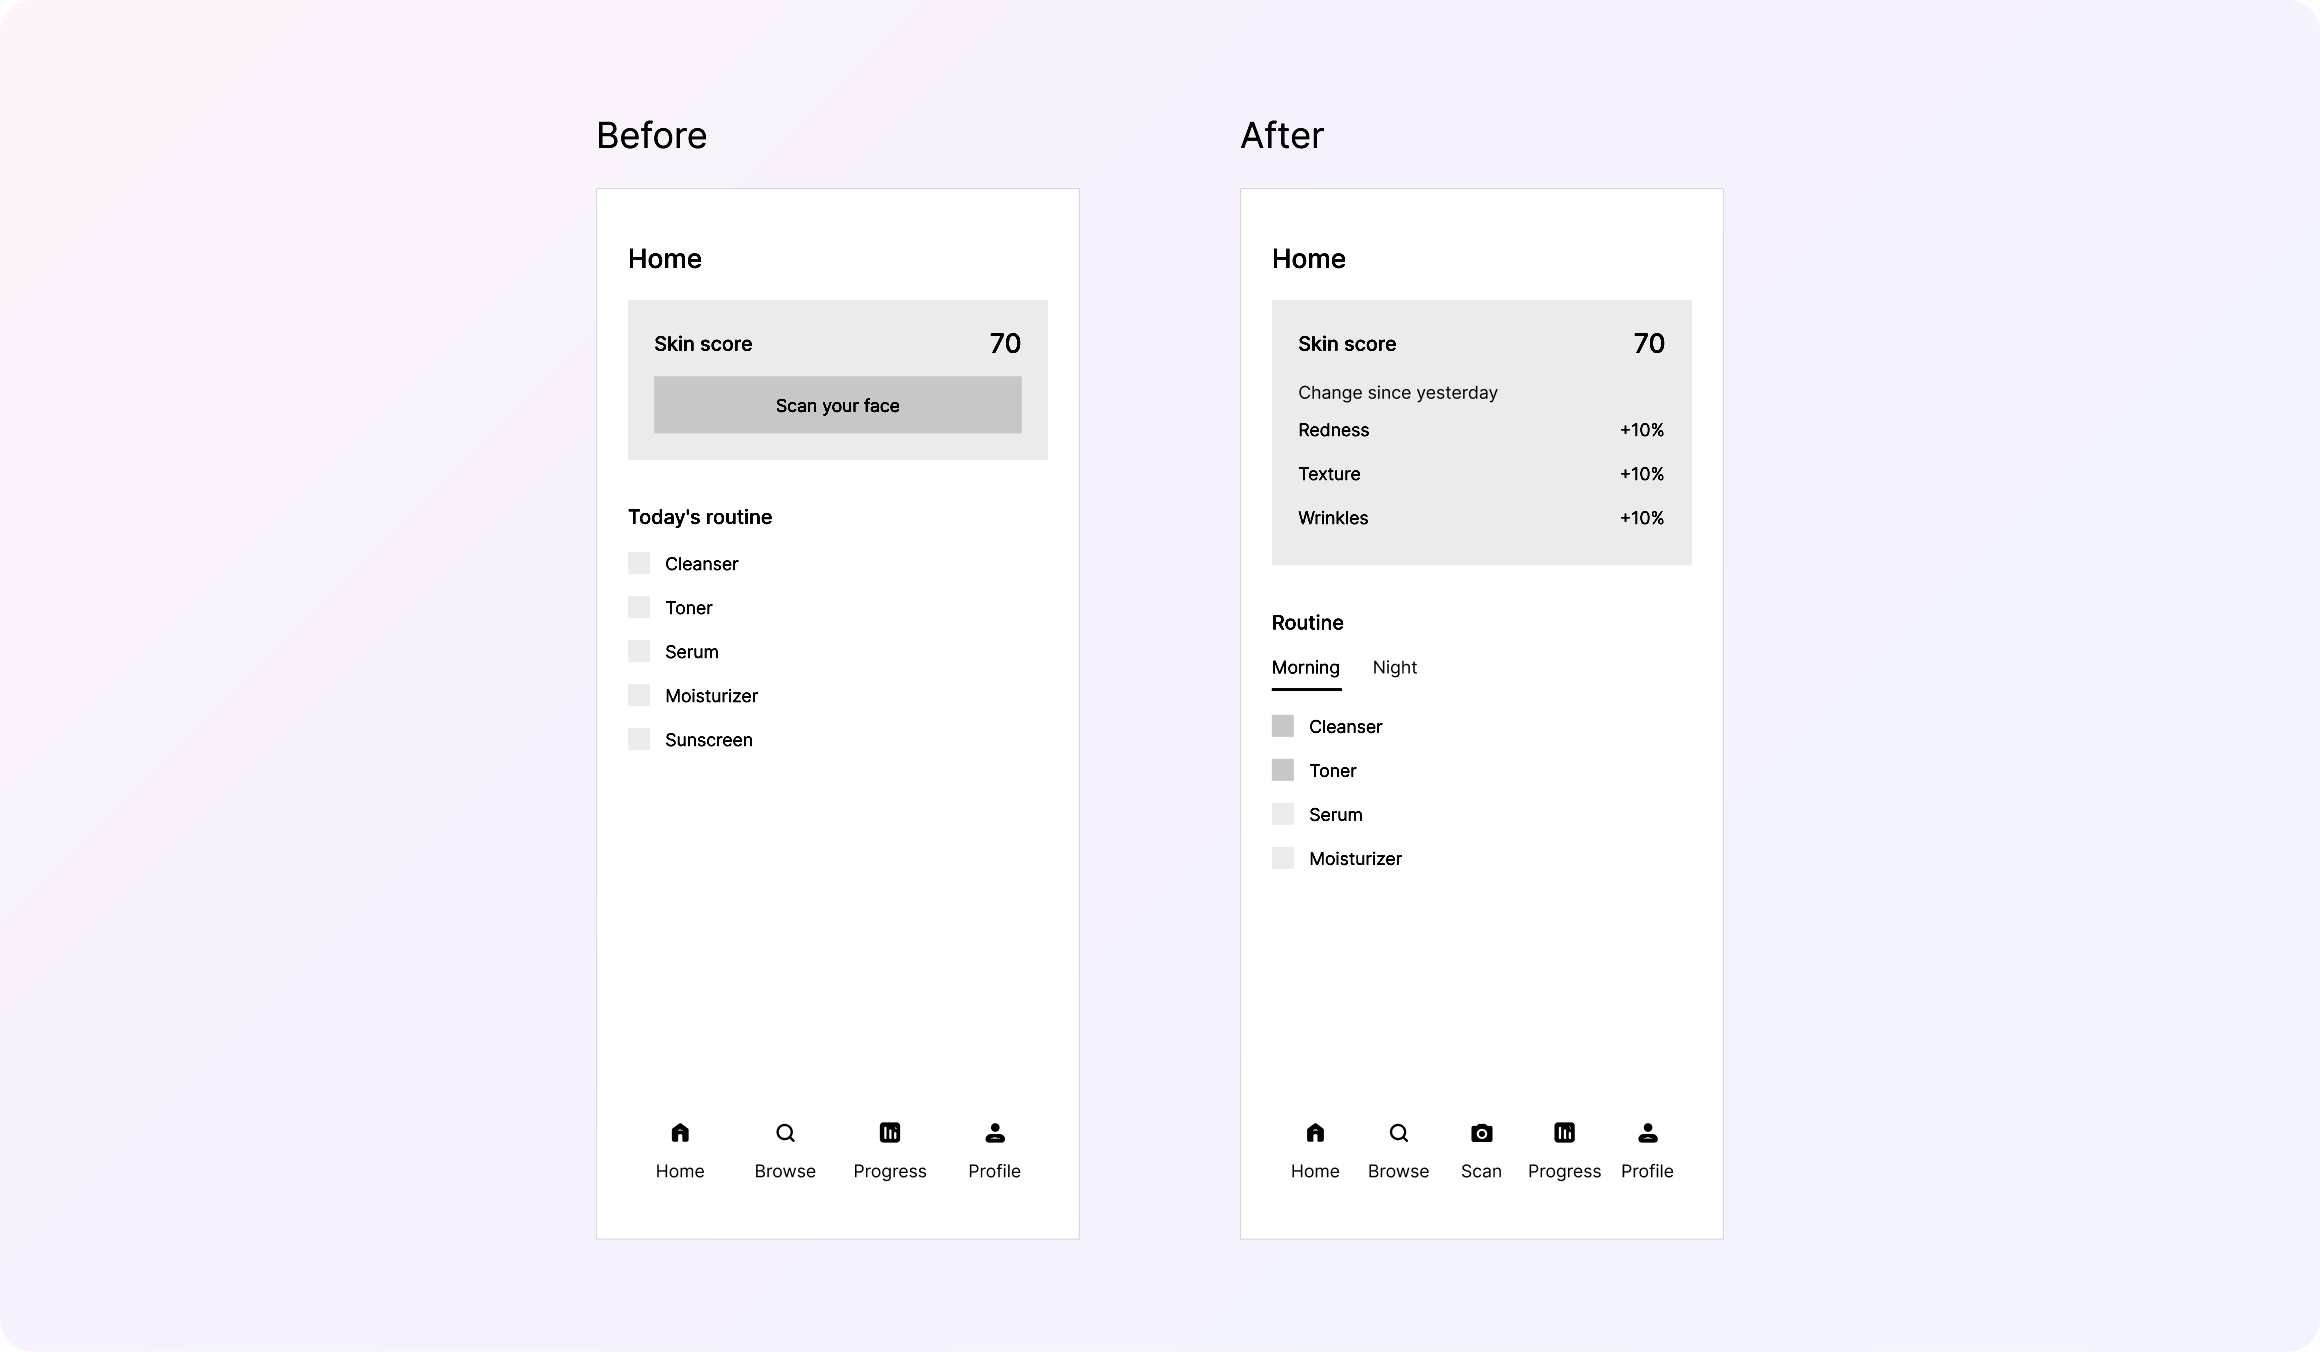 Before
Home
Skin score 70
Scan your face
Today's routine
Cleanser
Toner
Serum
Moisturizer
Sunscreen
Home Browse Progress Profile
After
Home
Skin score 70
Change since yesterday
Redness +10%
Texture +10%
Wrinkles +10%
Routine
Morning Night
Cleanser
Toner
Serum
Moisturizer
Home Browse Scan Progress Profile